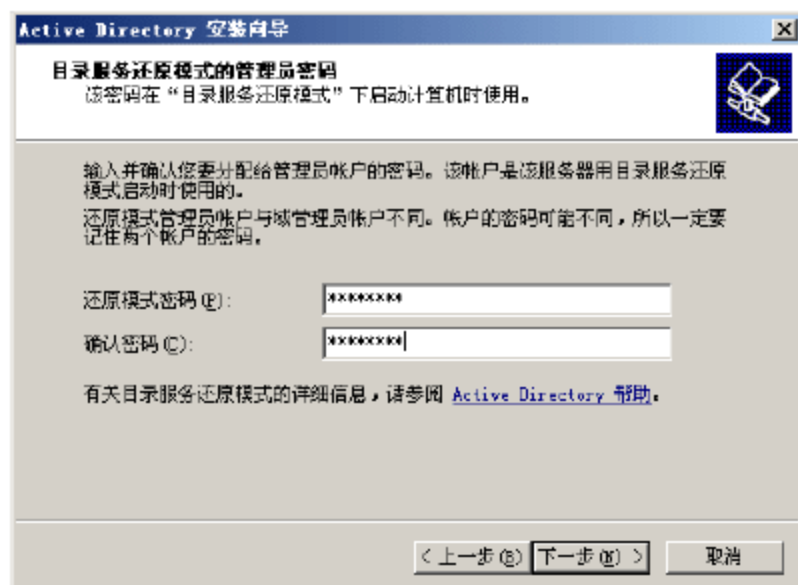 Active Directory 安装向导
目录服务还原模式的管理员密码
该密码在“目录服务还原模式”下启动计算机时使用。
输入并确认您要分配给管理员帐户的密码。该帐户是该服务器用目录服务还原
模式启动时使用的。
还原模式管理员帐户与域管理员帐户不同。帐户的密码可能不同，所以一定要
记住两个帐户的密码。
还原模式密码(P):
********
确认密码(C):
********
有关目录服务还原模式的详细信息，请参阅 Active Directory 帮助。
< 上一步(B) 下一步(N) > 取消